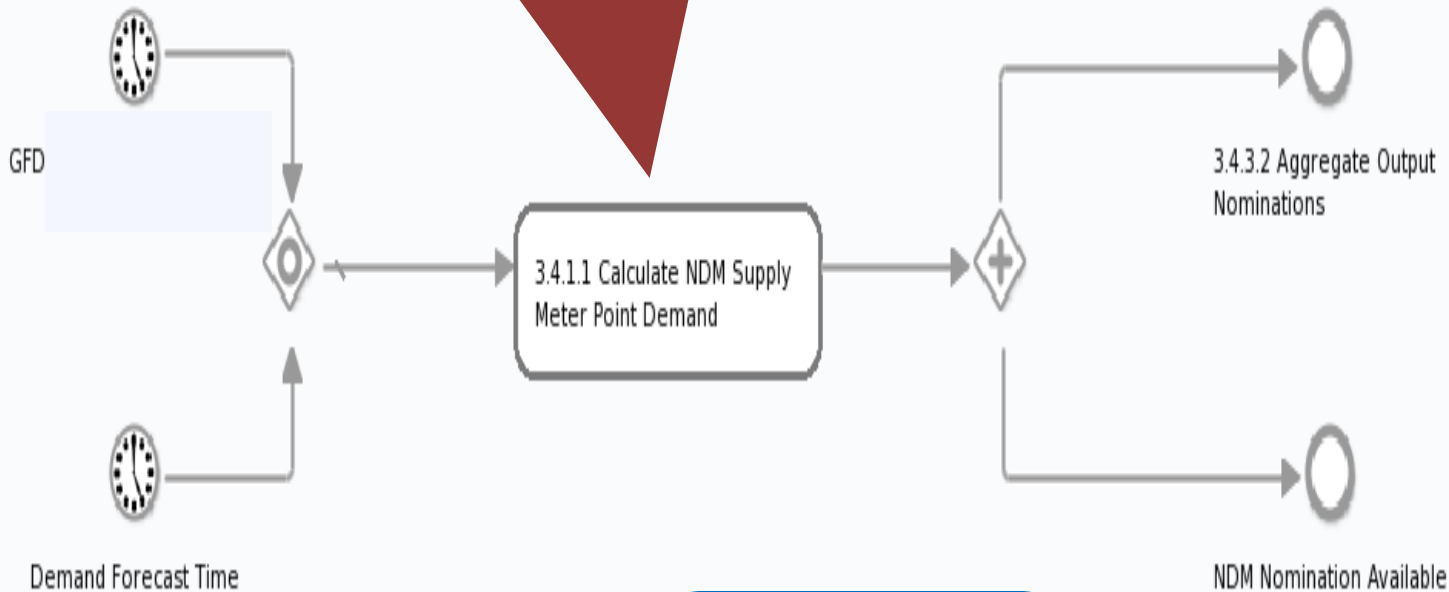 GFD
3.4.3.2 Aggregate Output
Nominations
3.4.1.1 Calculate NDM Supply
Meter Point Demand
Demand Forecast Time
NDM Nomination Available